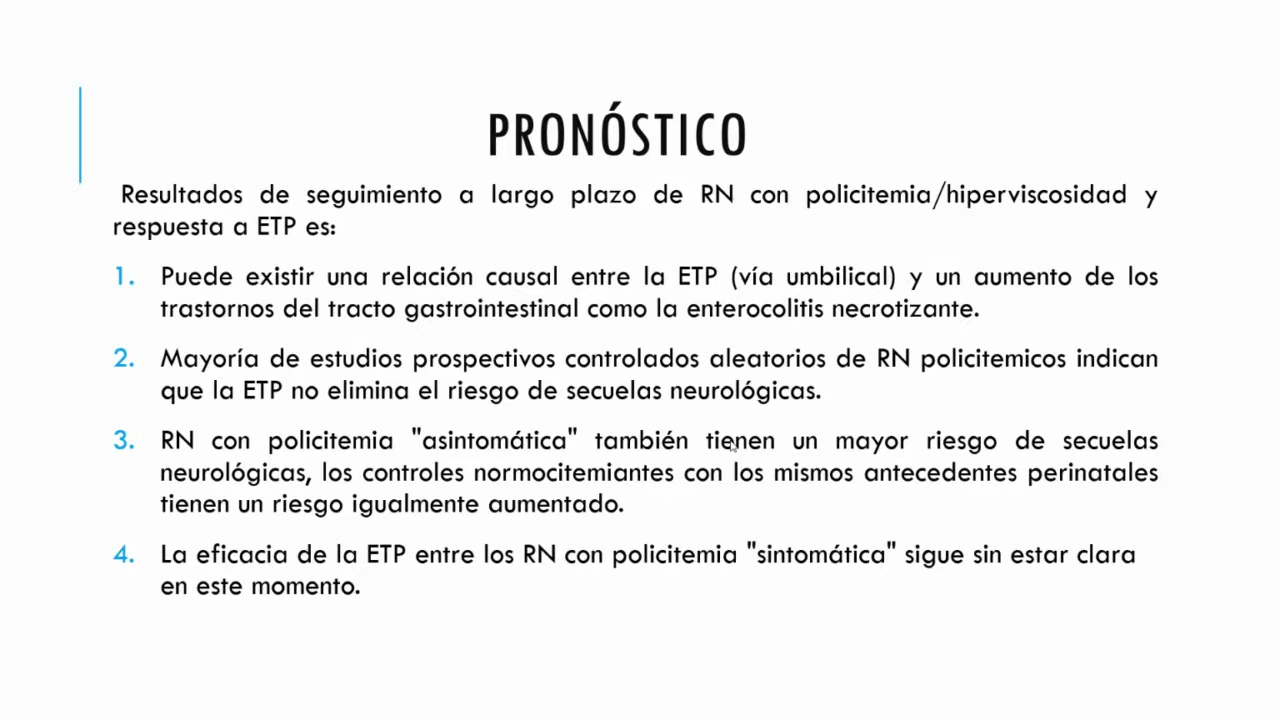 PRONÓSTICO
Resultados de seguimiento a largo plazo de RN con policitemia/hiperviscosidad y
respuesta a ETP es:
1. Puede existir una relación causal entre la ETP (vía umbilical) y un aumento de los
trastornos del tracto gastrointestinal como la enterocolitis necrotizante.
2. Mayoría de estudios prospectivos controlados aleatorios de RN policitemicos indican
que la ETP no elimina el riesgo de secuelas neurológicas.
3. RN con policitemia "asintomática" también tienen un mayor riesgo de secuelas
neurológicas, los controles normocitemiantes con los mismos antecedentes perinatales
tienen un riesgo igualmente aumentado.
4. La eficacia de la ETP entre los RN con policitemia "sintomática" sigue sin estar clara
en este momento.